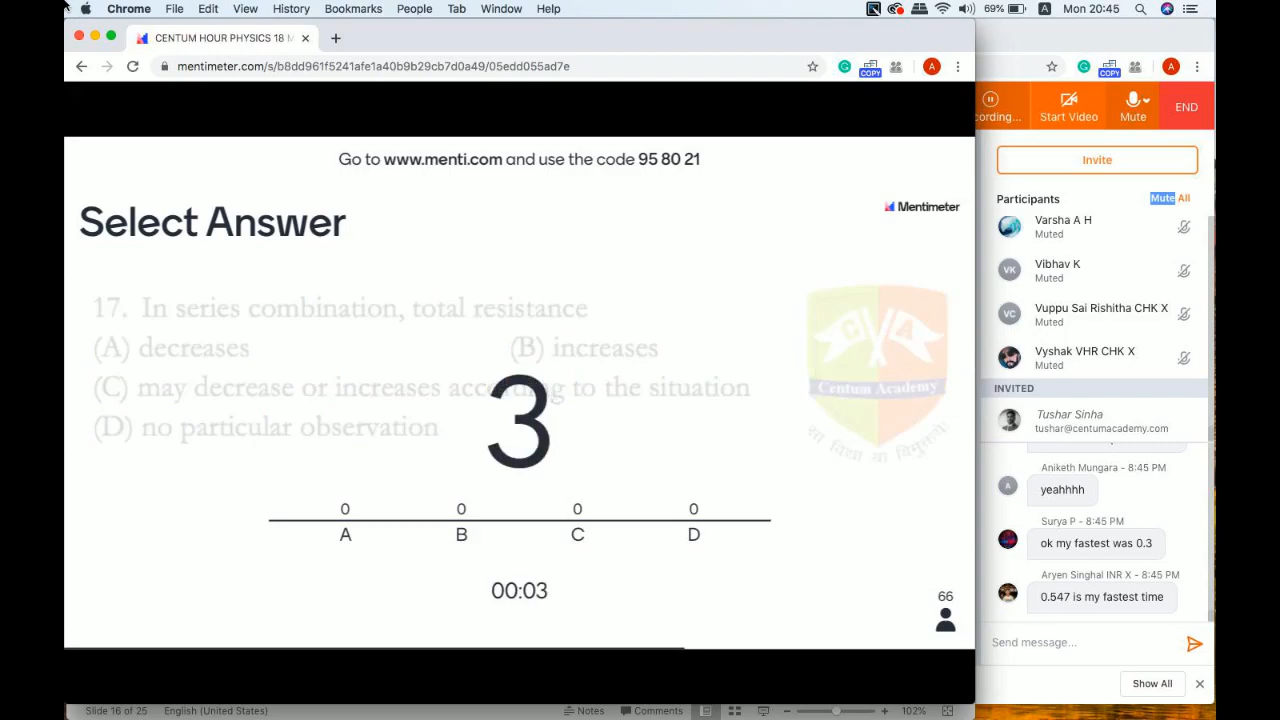 Chrome File Edit View History Bookmarks People Tab Window Help 69% A Mon 20:45
CENTUM HOUR PHYSICS 18 M
mentimeter.com/s/b8dd961f5241afe1a40b9b29cb7d0a49/05edd055ad7e COPY A
COPY A
cording... Start Video Mute END
Go to www.menti.com and use the code 95 80 21
Invite
Select Answer
Mentimeter
Participants Mute All
Varsha A H
Muted
VK Vibhav K
Muted
VC Vuppu Sai Rishitha CHK X
Muted
Vyshak VHR CHK X
Muted
INVITED
Tushar Sinha
tushar@centumacademy.com
17. In series combination, total resistance
(A) decreases (B) increases
(C) may decrease or increases according to the situation
(D) no particular observation
3
C A
Centum Academy
सा विद्या या विमुक्तये
0 0 0 0
A B C D
00:03
66
Aniketh Mungara - 8:45 PM
A yeahhhh
Surya P - 8:45 PM
ok my fastest was 0.3
Aryen Singhal INR X - 8:45 PM
0.547 is my fastest time
Send message...
Show All
Slide 16 of 25 English (United States) Notes Comments 102%